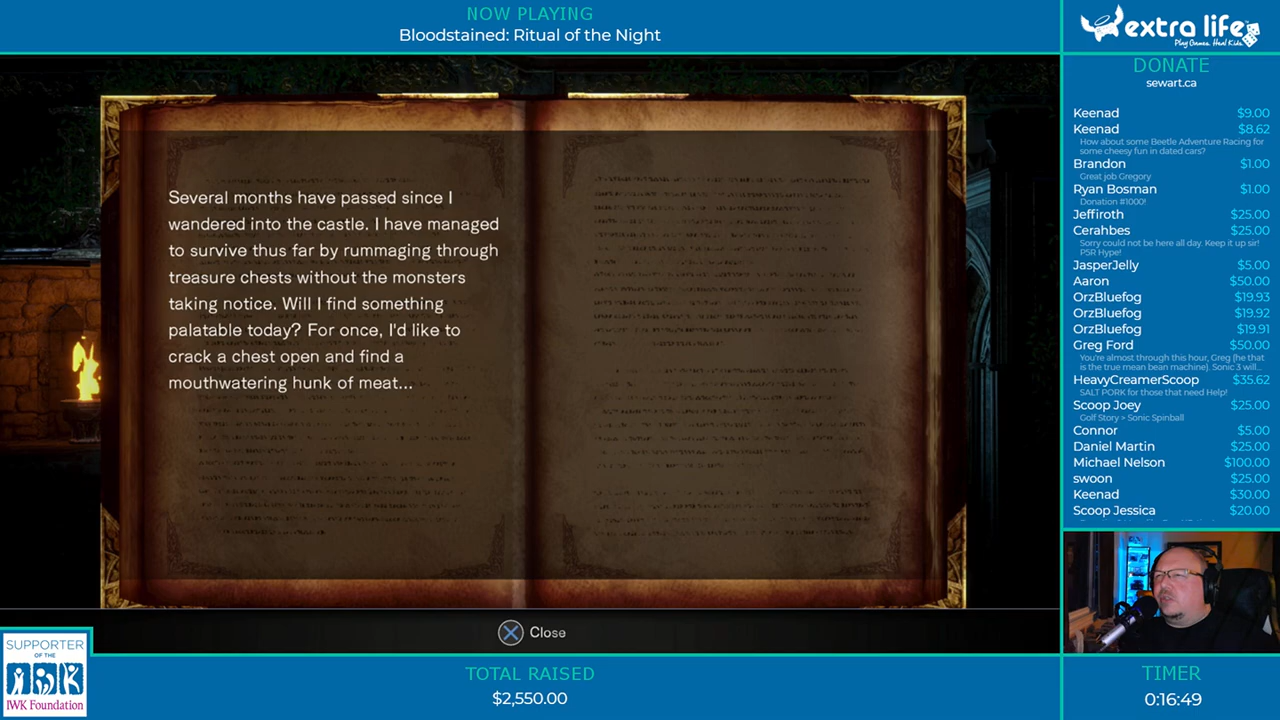 NOW PLAYING
Bloodstained: Ritual of the Night
extra life
Play Games. Heal Kids.
DONATE
sewart.ca
Keenad $9.00
Keenad $8.62
How about some Beetle Adventure Racing for
some cheesy fun in dated cars?
Brandon $1.00
Great job Gregory
Ryan Bosman $1.00
Donation #1000!
Jeffiroth $25.00
Cerahbes $25.00
Sorry could not be here all day. Keep it up sir!
P5R Hype!
JasperJelly $5.00
Aaron $50.00
OrzBluefog $19.93
OrzBluefog $19.92
OrzBluefog $19.91
Greg Ford $50.00
You're almost through this hour, Greg (he that
is the true mean bean machine). Sonic 3 will...
HeavyCreamerScoop $35.62
SALT PORK for those that need Help!
Scoop Joey $25.00
Golf Story > Sonic Spinball
Connor $5.00
Daniel Martin $25.00
Michael Nelson $100.00
swoon $25.00
Keenad $30.00
Scoop Jessica $20.00
Several months have passed since I
wandered into the castle. I have managed
to survive thus far by rummaging through
treasure chests without the monsters
taking notice. Will I find something
palatable today? For once, I'd like to
crack a chest open and find a
mouthwatering hunk of meat...
Close
SUPPORTER
OF THE
IWK
IWK Foundation
TOTAL RAISED
$2,550.00
TIMER
0:16:49